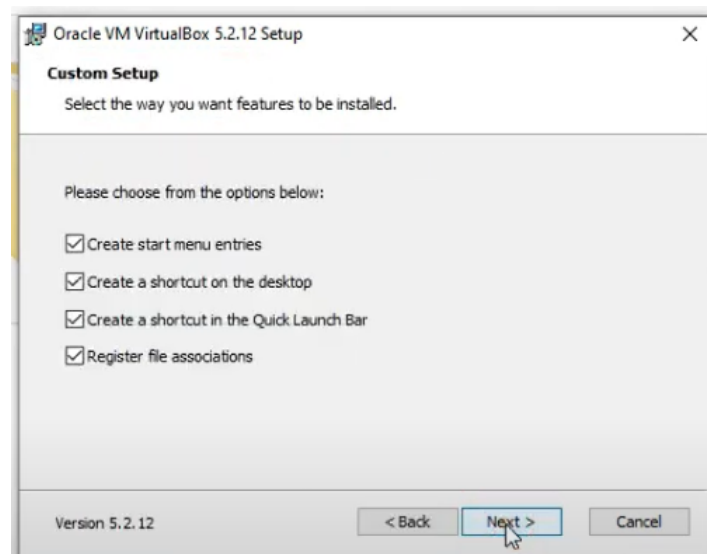 Oracle VM VirtualBox 5.2.12 Setup
Custom Setup
Select the way you want features to be installed.
Please choose from the options below:
Create start menu entries
Create a shortcut on the desktop
Create a shortcut in the Quick Launch Bar
Register file associations
Version 5.2.12
< Back
Next >
Cancel